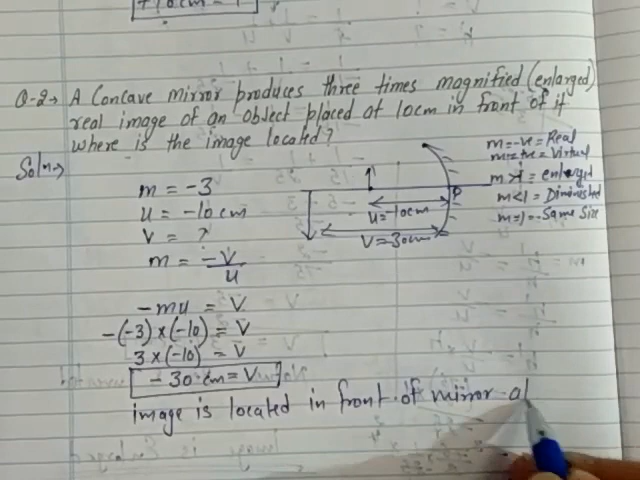 +10cm = f
Q-2→ A Concave mirror produces three times magnified (enlarged)
real image of an object placed at 10cm in front of it
where is the image located?
Soln→
m = -3
u = -10 cm
v = ?
m = -v/u
-mu = v
-(-3)×(-10) = v
3×(-10) = v
-30 cm = v
image is located in front of mirror at
P
u=-10cm
v=30cm
m=-ve = Real
m=+ve = Virtual
m>1 = enlarged
m<1 = Diminished
m=1 = Same Size